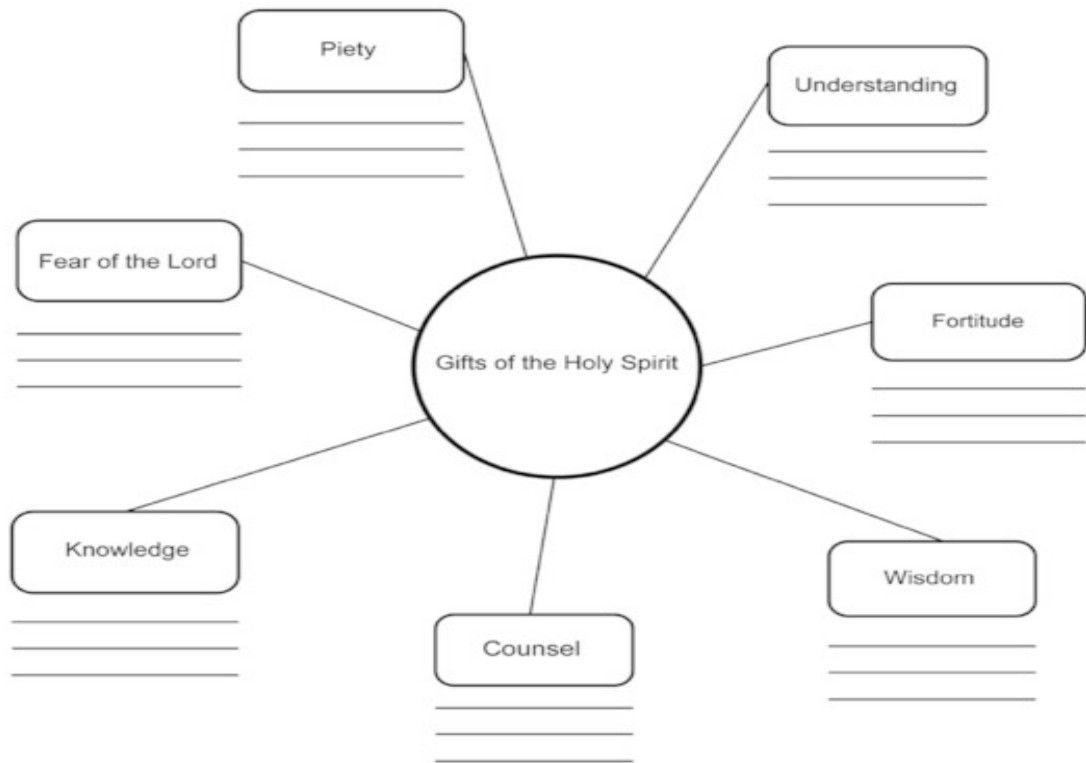 Piety
Understanding
Fear of the Lord
Fortitude
Gifts of the Holy Spirit
Knowledge
Wisdom
Counsel